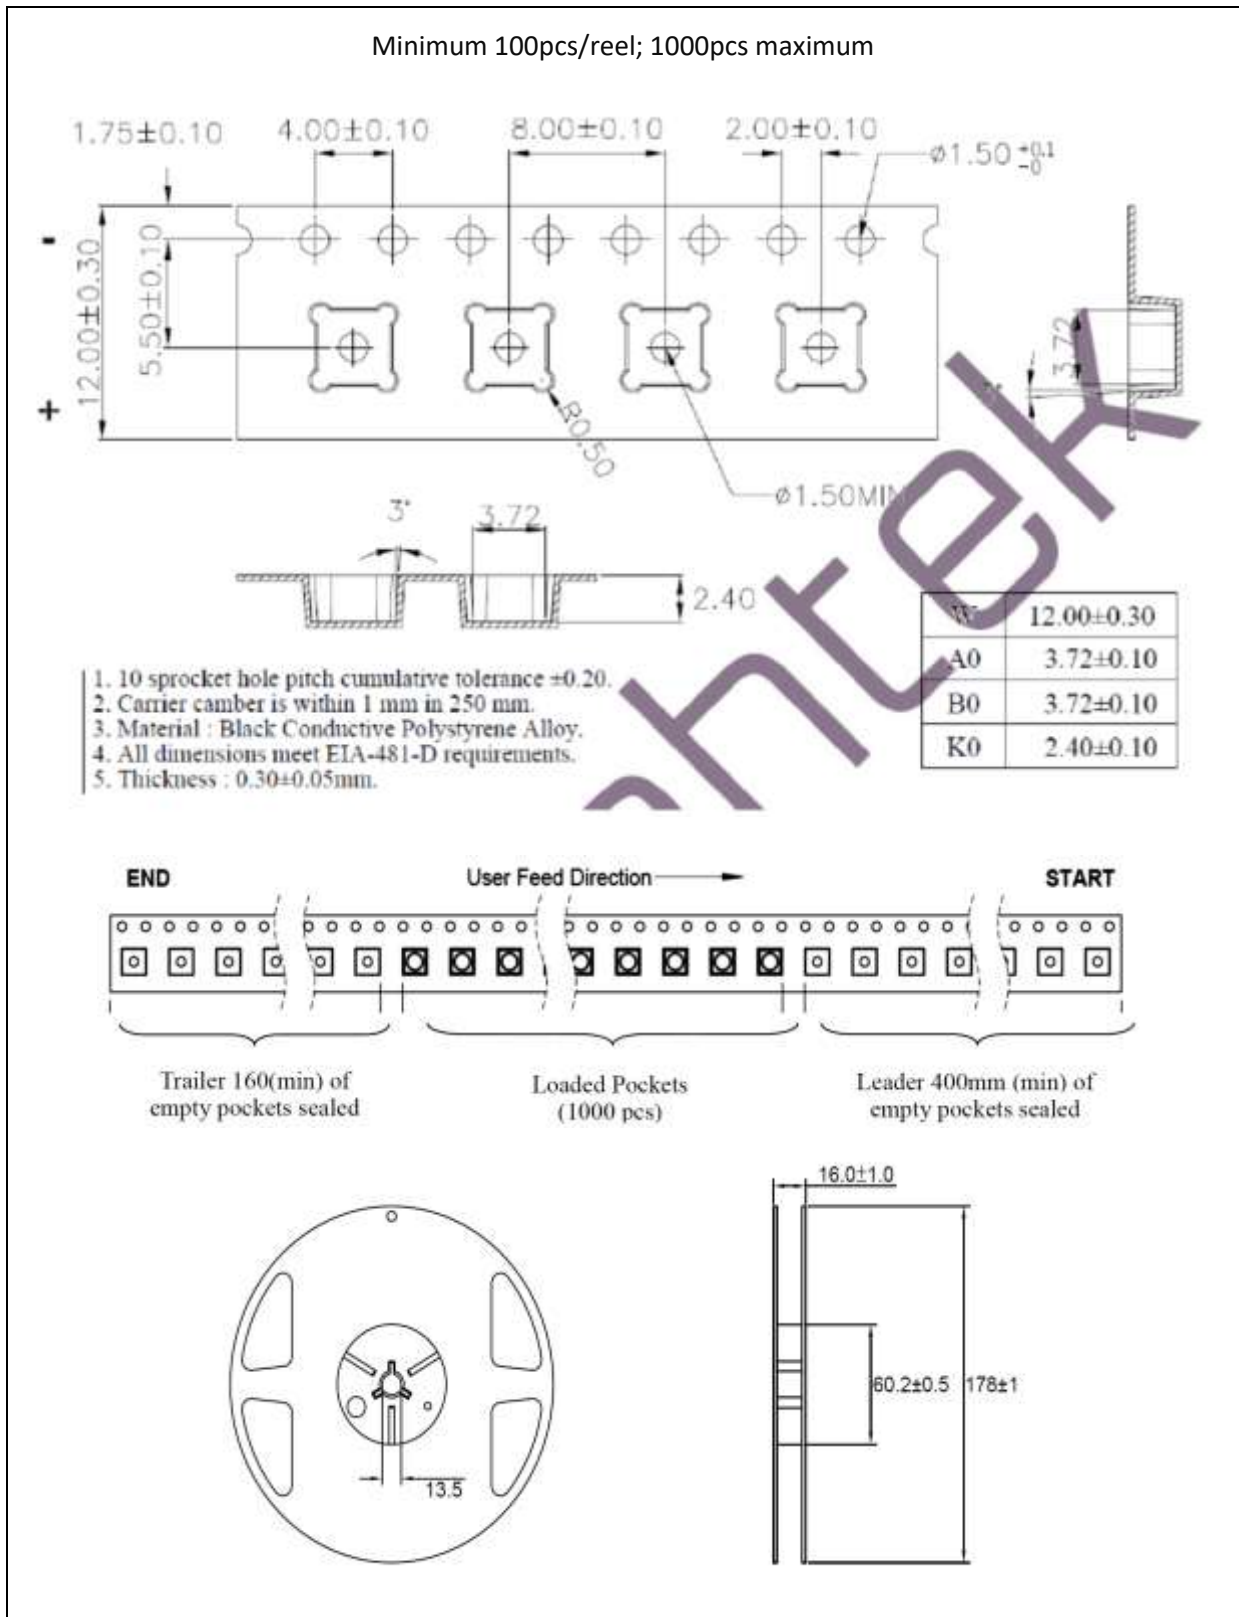 Minimum 100pcs/reel; 1000pcs maximum
1.75±0.10
4.00±0.10
8.00±0.10
2.00±0.10
ø1.50 +0.1 -0
-
+
12.00±0.30
5.50±0.10
R0.50
ø1.50MIN
3.72
3°
3.72
2.40
W 12.00±0.30
A0 3.72±0.10
B0 3.72±0.10
K0 2.40±0.10
1. 10 sprocket hole pitch cumulative tolerance ±0.20.
2. Carrier camber is within 1 mm in 250 mm.
3. Material : Black Conductive Polystyrene Alloy.
4. All dimensions meet EIA-481-D requirements.
5. Thickness : 0.30±0.05mm.
END
User Feed Direction
START
Trailer 160(min) of
empty pockets sealed
Loaded Pockets
(1000 pcs)
Leader 400mm (min) of
empty pockets sealed
16.0±1.0
60.2±0.5
178±1
13.5